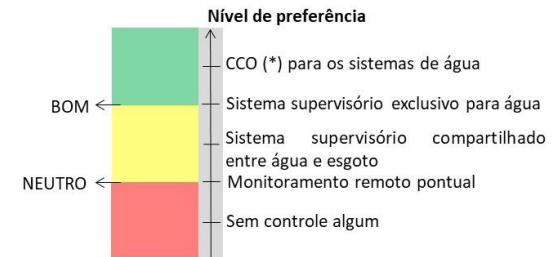 Nível de preferência
CCO (*) para os sistemas de água
BOM
Sistema supervisório exclusivo para água
Sistema supervisório compartilhado
entre água e esgoto
NEUTRO
Monitoramento remoto pontual
Sem controle algum